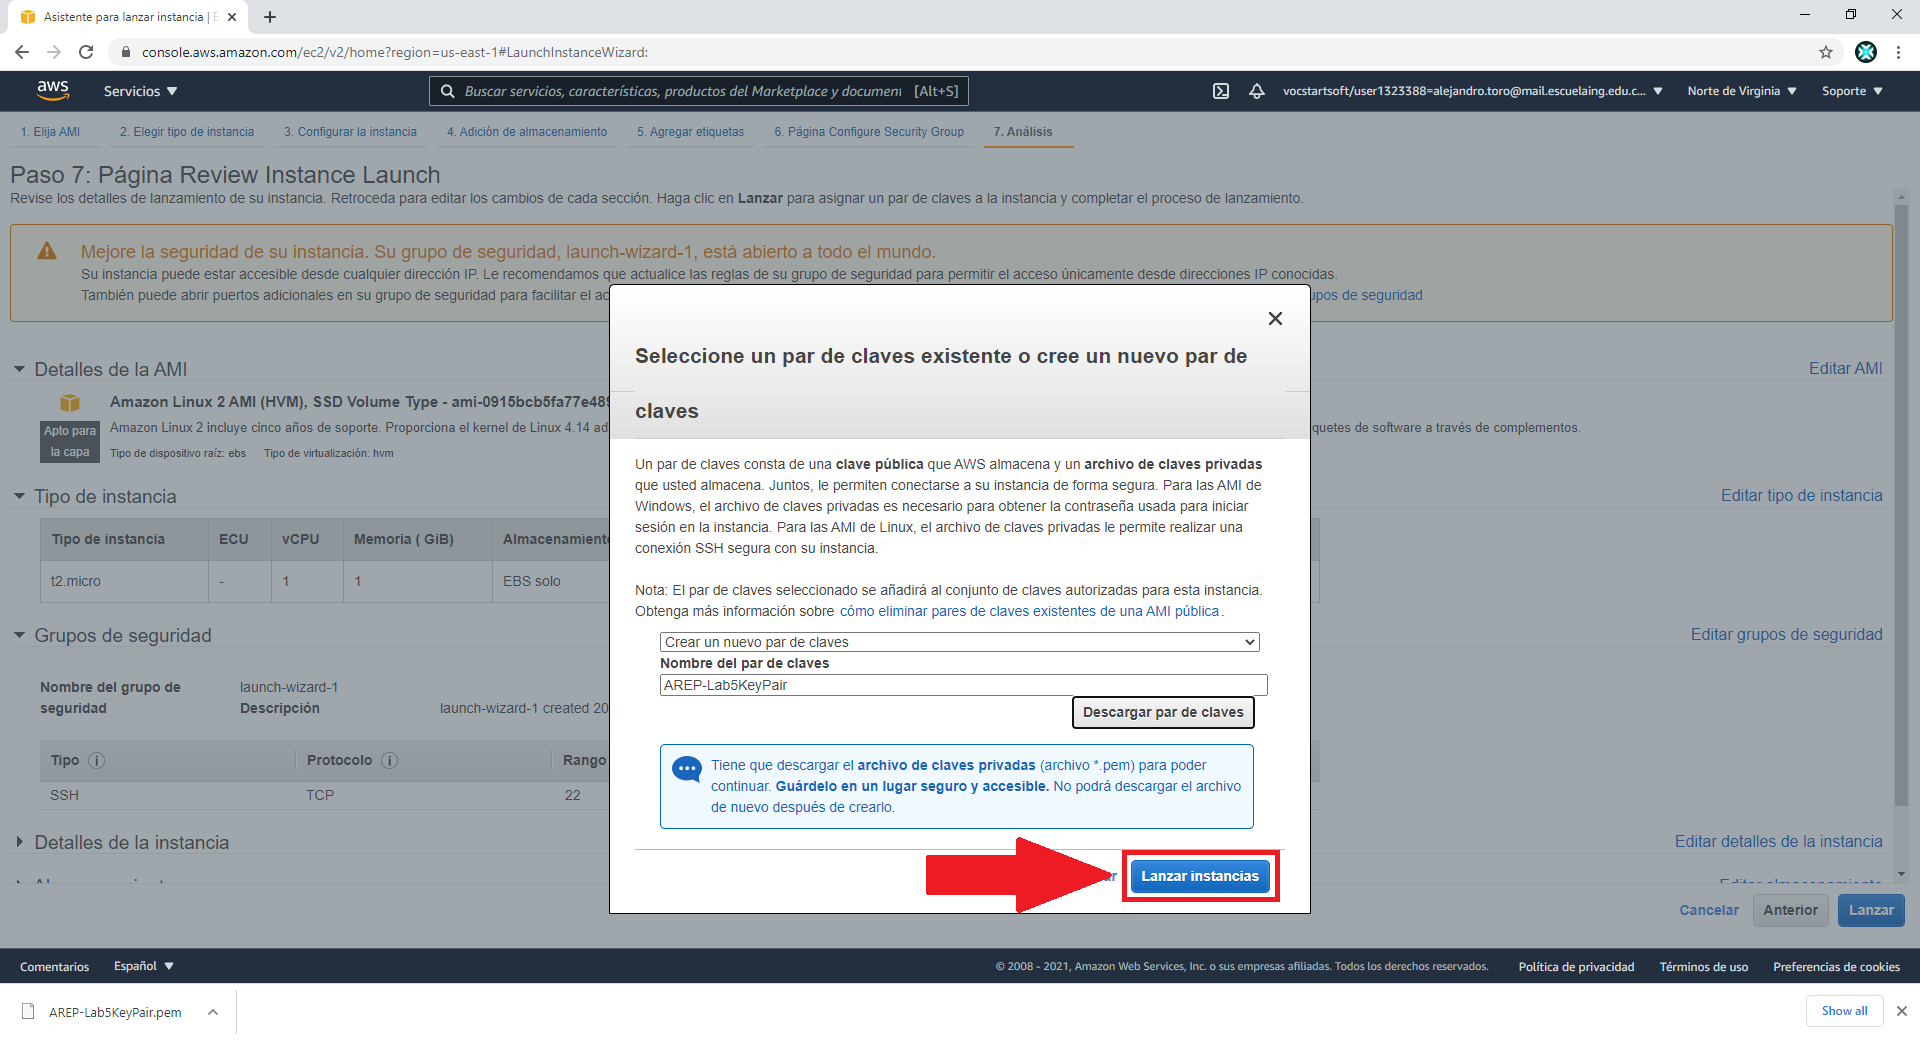 Asistente para lanzar instancia | E
console.aws.amazon.com/ec2/v2/home?region=us-east-1#LaunchInstanceWizard:
aws
Servicios
Buscar servicios, características, productos del Marketplace y document
[Alt+S]
vocstartsoft/user1323388=alejandro.toro@mail.escuelaing.edu.c...
Norte de Virginia
Soporte
1. Elija AMI
2. Elegir tipo de instancia
3. Configurar la instancia
4. Adición de almacenamiento
5. Agregar etiquetas
6. Página Configure Security Group
7. Análisis
Paso 7: Página Review Instance Launch
Revise los detalles de lanzamiento de su instancia. Retroceda para editar los cambios de cada sección. Haga clic en Lanzar para asignar un par de claves a la instancia y completar el proceso de lanzamiento.
Mejore la seguridad de su instancia. Su grupo de seguridad, launch-wizard-1, está abierto a todo el mundo.
Su instancia puede estar accesible desde cualquier dirección IP. Le recomendamos que actualice las reglas de su grupo de seguridad para permitir el acceso únicamente desde direcciones IP conocidas.
También puede abrir puertos adicionales en su grupo de seguridad para facilitar el ac
upos de seguridad
Detalles de la AMI
Editar AMI
Amazon Linux 2 AMI (HVM), SSD Volume Type - ami-0915bcb5fa77e489
Apto para
la capa
Amazon Linux 2 incluye cinco años de soporte. Proporciona el kernel de Linux 4.14 ad
quetes de software a través de complementos.
Tipo de dispositivo raíz: ebs
Tipo de virtualización: hvm
Tipo de instancia
Editar tipo de instancia
Tipo de instancia
ECU
vCPU
Memoria ( GiB)
Almacenamiento
t2.micro
-
1
1
EBS solo
Grupos de seguridad
Editar grupos de seguridad
Nombre del grupo de
seguridad
launch-wizard-1
Descripción
launch-wizard-1 created 20
Tipo
Protocolo
Rango
SSH
TCP
22
Detalles de la instancia
Editar detalles de la instancia
Editar almacenamiento
Seleccione un par de claves existente o cree un nuevo par de
claves
Un par de claves consta de una clave pública que AWS almacena y un archivo de claves privadas
que usted almacena. Juntos, le permiten conectarse a su instancia de forma segura. Para las AMI de
Windows, el archivo de claves privadas es necesario para obtener la contraseña usada para iniciar
sesión en la instancia. Para las AMI de Linux, el archivo de claves privadas le permite realizar una
conexión SSH segura con su instancia.
Nota: El par de claves seleccionado se añadirá al conjunto de claves autorizadas para esta instancia.
Obtenga más información sobre cómo eliminar pares de claves existentes de una AMI pública.
Crear un nuevo par de claves
Nombre del par de claves
AREP-Lab5KeyPair
Descargar par de claves
Tiene que descargar el archivo de claves privadas (archivo *.pem) para poder
continuar. Guárdelo en un lugar seguro y accesible. No podrá descargar el archivo
de nuevo después de crearlo.
ar
Lanzar instancias
Cancelar
Anterior
Lanzar
Comentarios
Español
© 2008 - 2021, Amazon Web Services, Inc. o sus empresas afiliadas. Todos los derechos reservados.
Política de privacidad
Términos de uso
Preferencias de cookies
AREP-Lab5KeyPair.pem
Show all